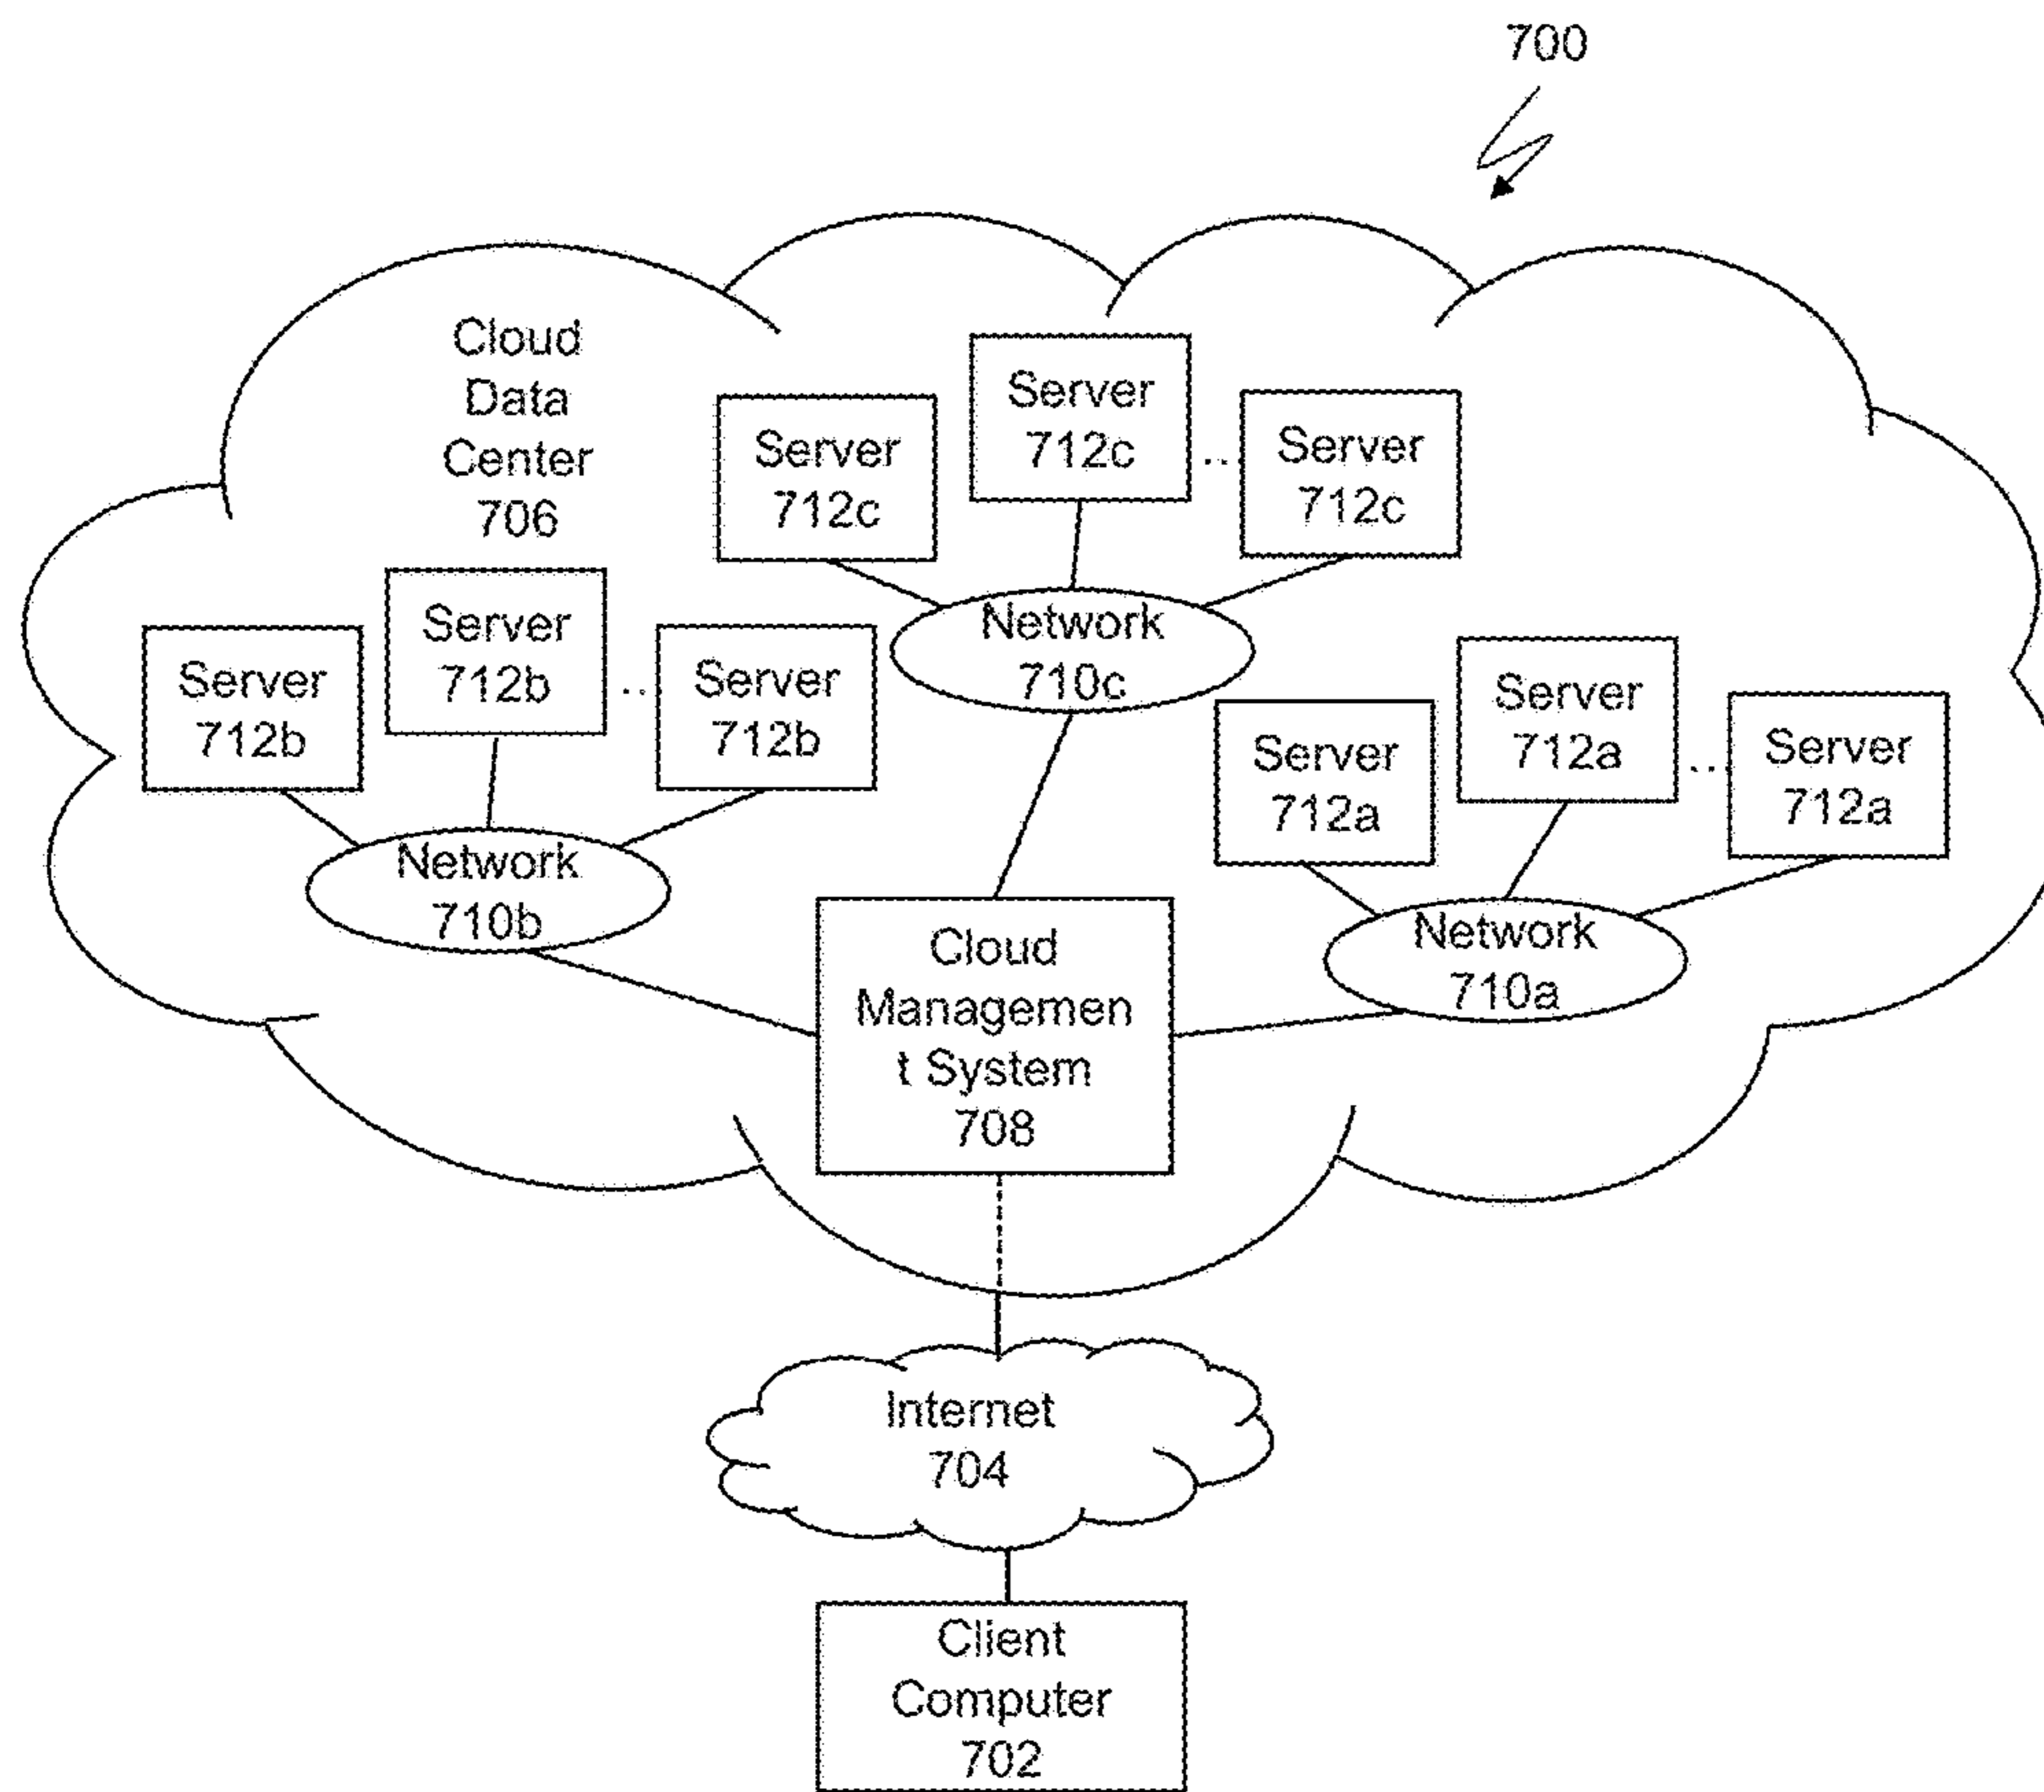 700
Cloud
Data
Center
706
Server
712c
Server
712c
..
Server
712c
Network
710c
Server
712b
Server
712b
..
Server
712b
Network
710b
Server
712a
Server
712a
..
Server
712a
Network
710a
Cloud
Managemen
t System
708
Internet
704
Client
Computer
702